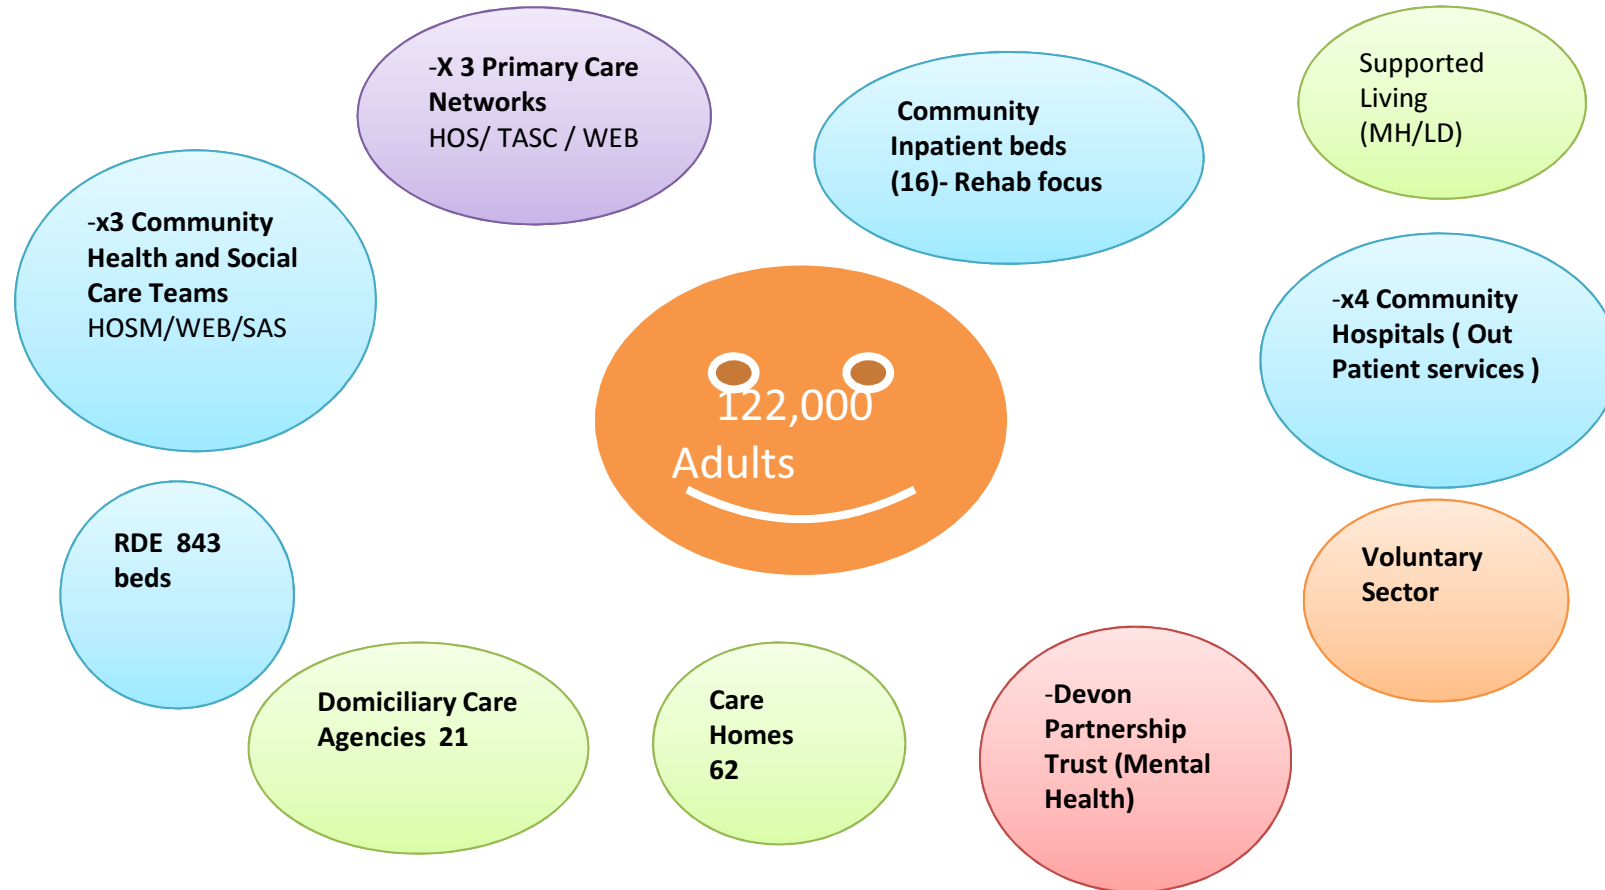 -X 3 Primary Care
Networks
HOS/ TASC / WEB
Community
Inpatient beds
(16)- Rehab focus
Supported
Living
(MH/LD)
-x3 Community
Health and Social
Care Teams
HOSM/WEB/SAS
-x4 Community
Hospitals ( Out
Patient services )
122,000
Adults
RDE 843
beds
Voluntary
Sector
Domiciliary Care
Agencies 21
Care
Homes
62
-Devon
Partnership
Trust (Mental
Health)